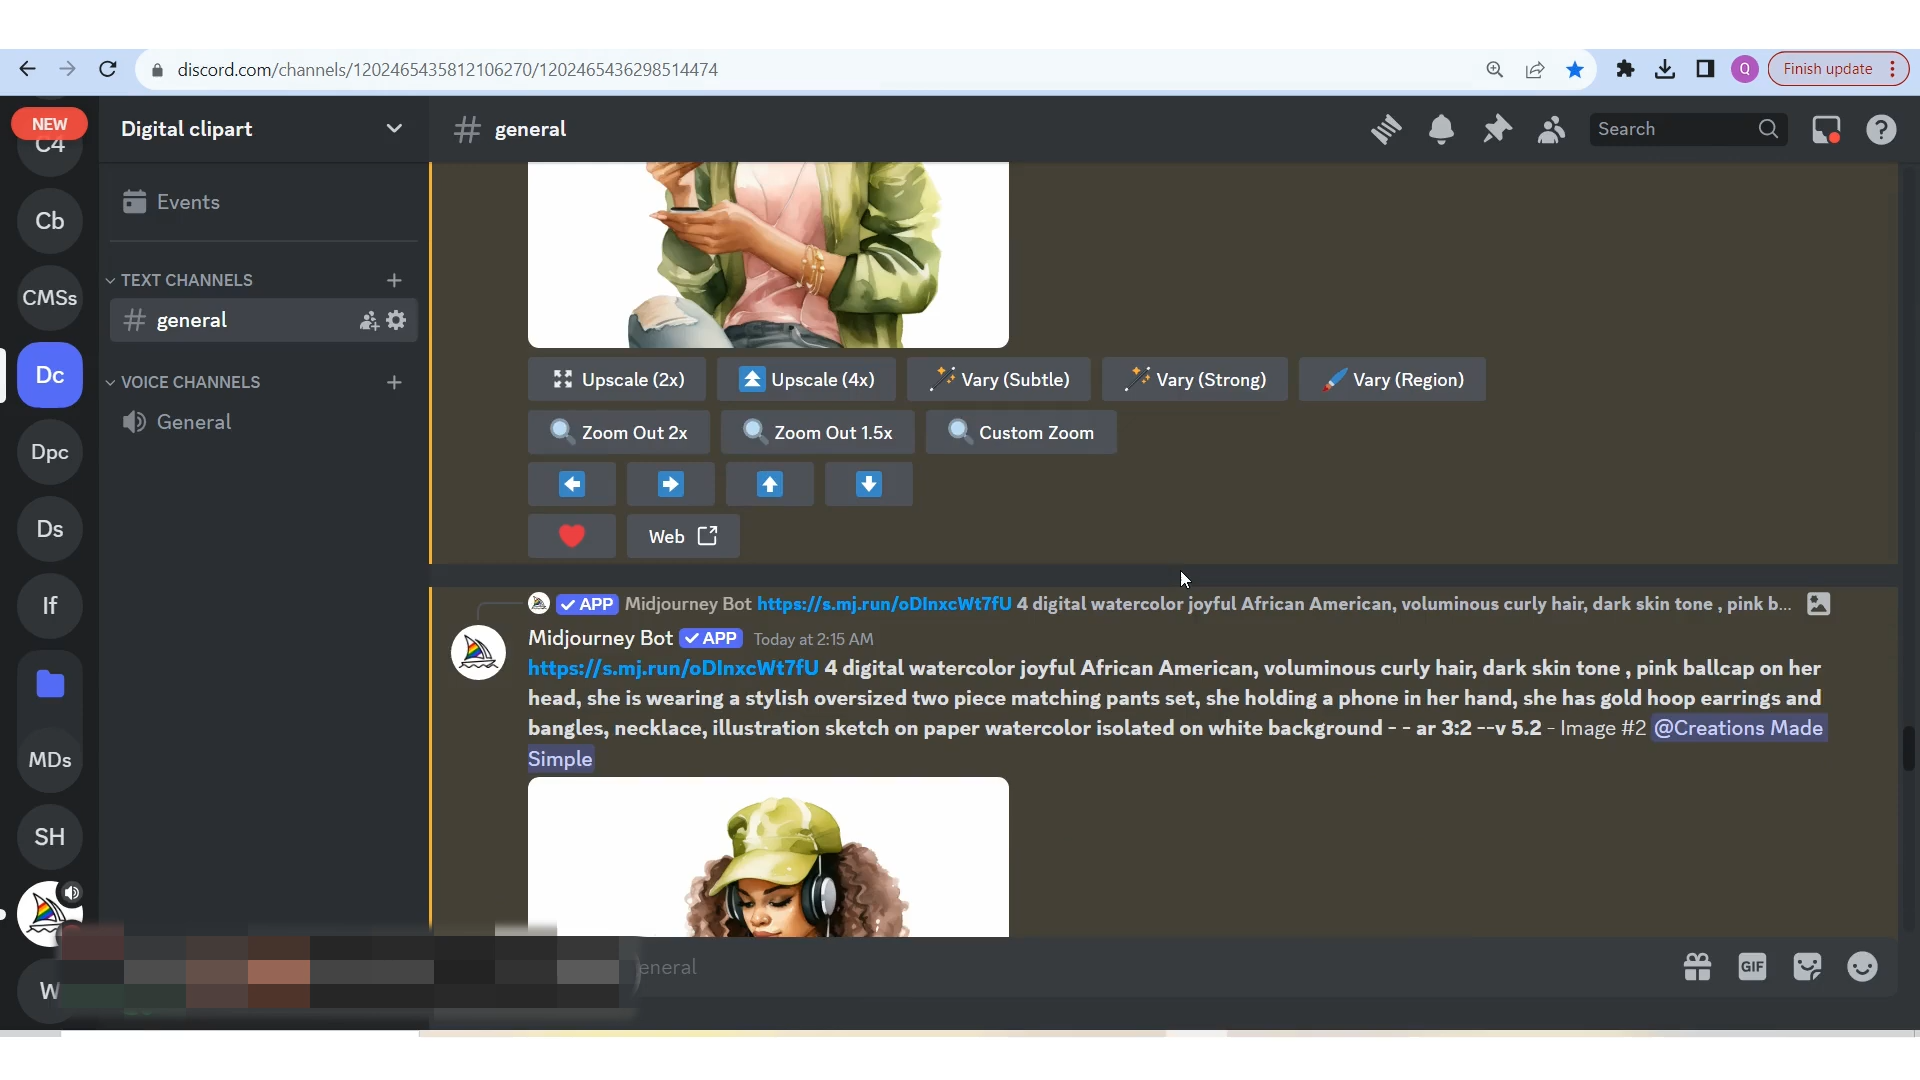 discord.com/channels/1202465435812106270/1202465436298514474
Q
Finish update
NEW
C4
Digital clipart
general
Search
Cb
Events
CMSs
TEXT CHANNELS
general
Dc
VOICE CHANNELS
General
Dpc
Ds
If
MDs
SH
W
Upscale (2x)
Upscale (4x)
Vary (Subtle)
Vary (Strong)
Vary (Region)
Zoom Out 2x
Zoom Out 1.5x
Custom Zoom
Web
APP Midjourney Bot https://s.mj.run/oDlnxcWt7fU 4 digital watercolor joyful African American, voluminous curly hair, dark skin tone , pink b...
Midjourney Bot APP Today at 2:15 AM
https://s.mj.run/oDlnxcWt7fU 4 digital watercolor joyful African American, voluminous curly hair, dark skin tone , pink ballcap on her
head, she is wearing a stylish oversized two piece matching pants set, she holding a phone in her hand, she has gold hoop earrings and
bangles, necklace, illustration sketch on paper watercolor isolated on white background - - ar 3:2 --v 5.2 - Image #2 @Creations Made
Simple
eneral
GIF